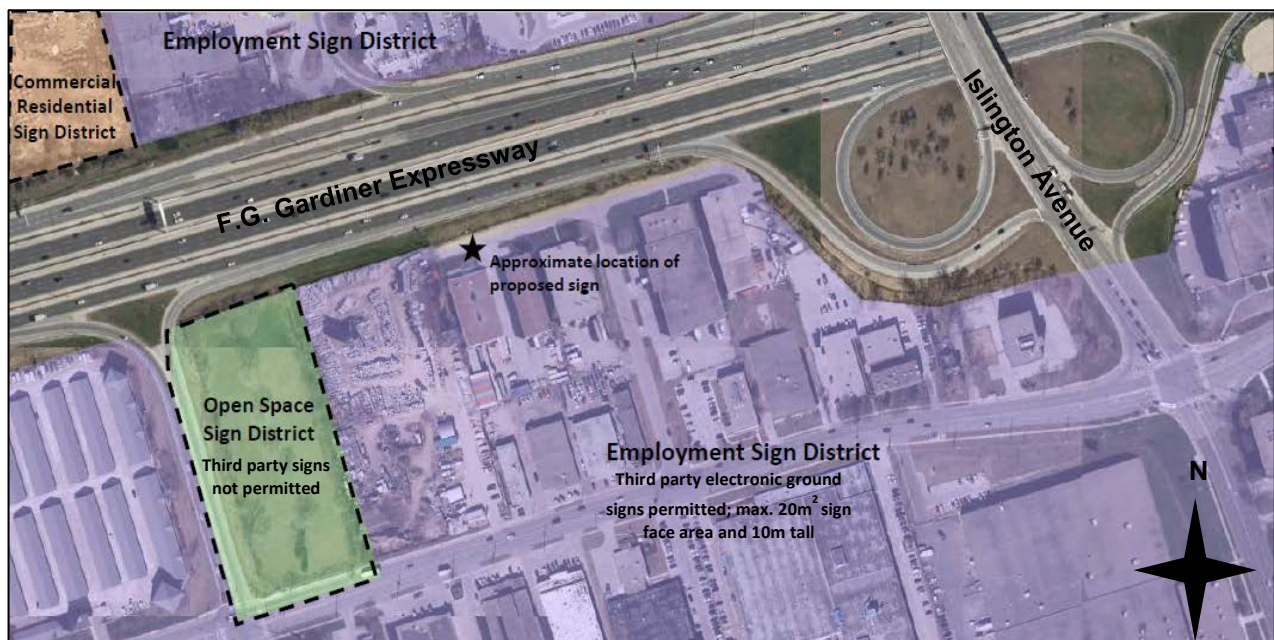 Employment Sign District
Commercial
Residential
Sign District
F.G. Gardiner Expressway
Islington Avenue
Approximate location of
proposed sign
Open Space
Sign District
Third party signs
not permitted
Employment Sign District
Third party electronic ground
signs permitted; max. 20m² sign
face area and 10m tall
N